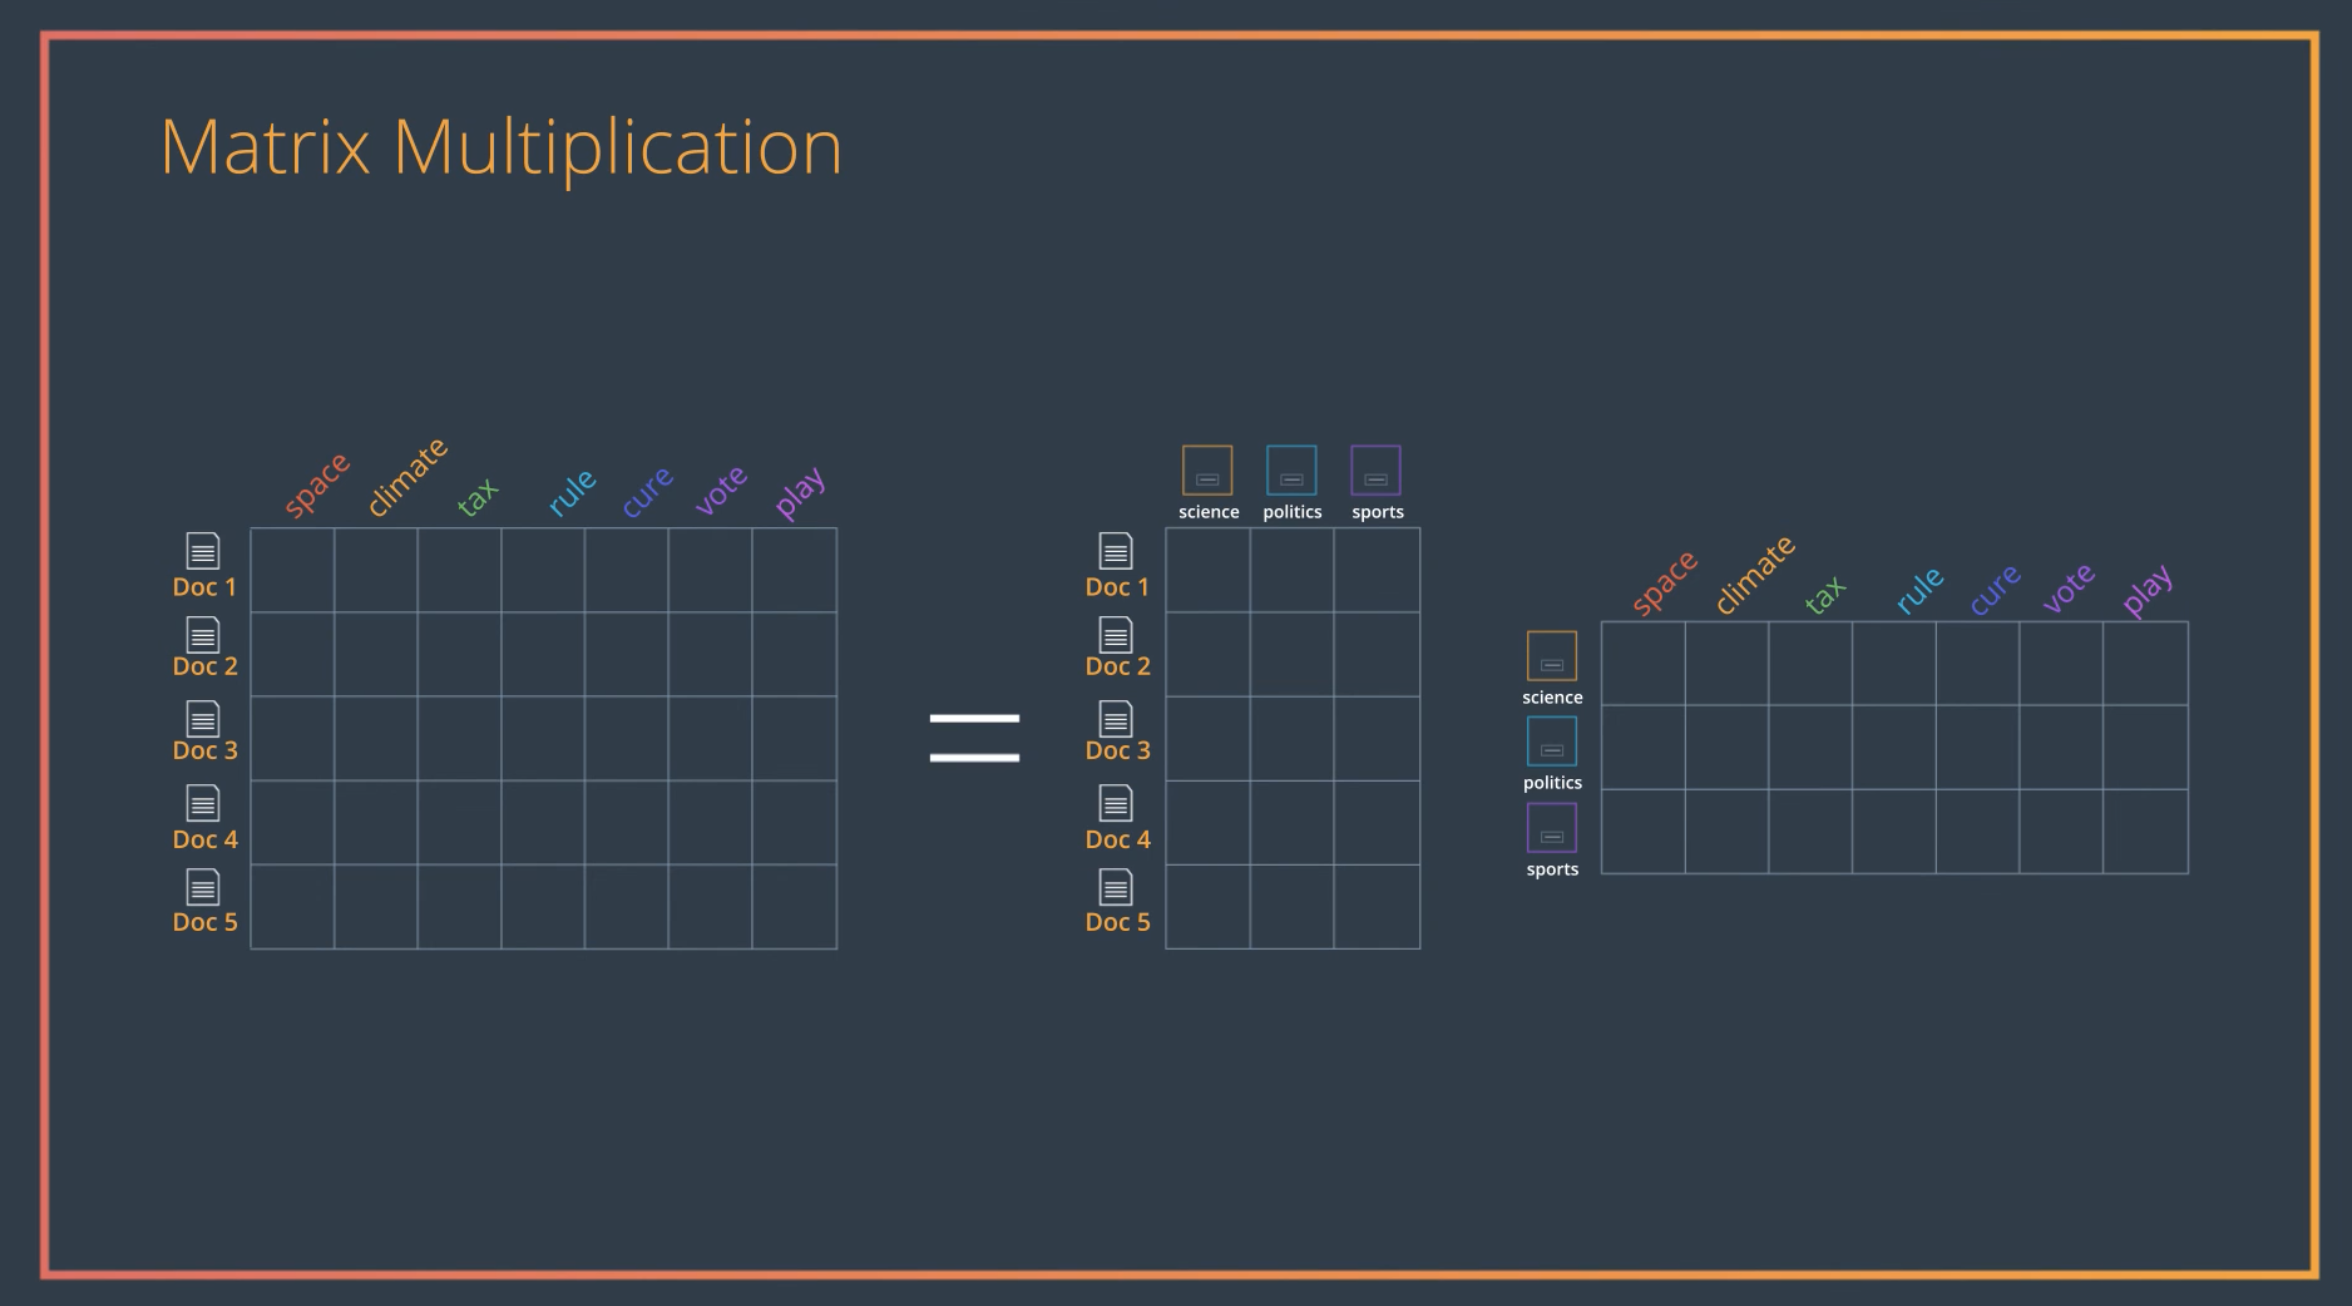 Matrix Multiplication
space climate tax rule cure vote play
Doc 1
Doc 2
Doc 3
Doc 4
Doc 5
=
science politics sports
Doc 1
Doc 2
Doc 3
Doc 4
Doc 5
space climate tax rule cure vote play
science
politics
sports